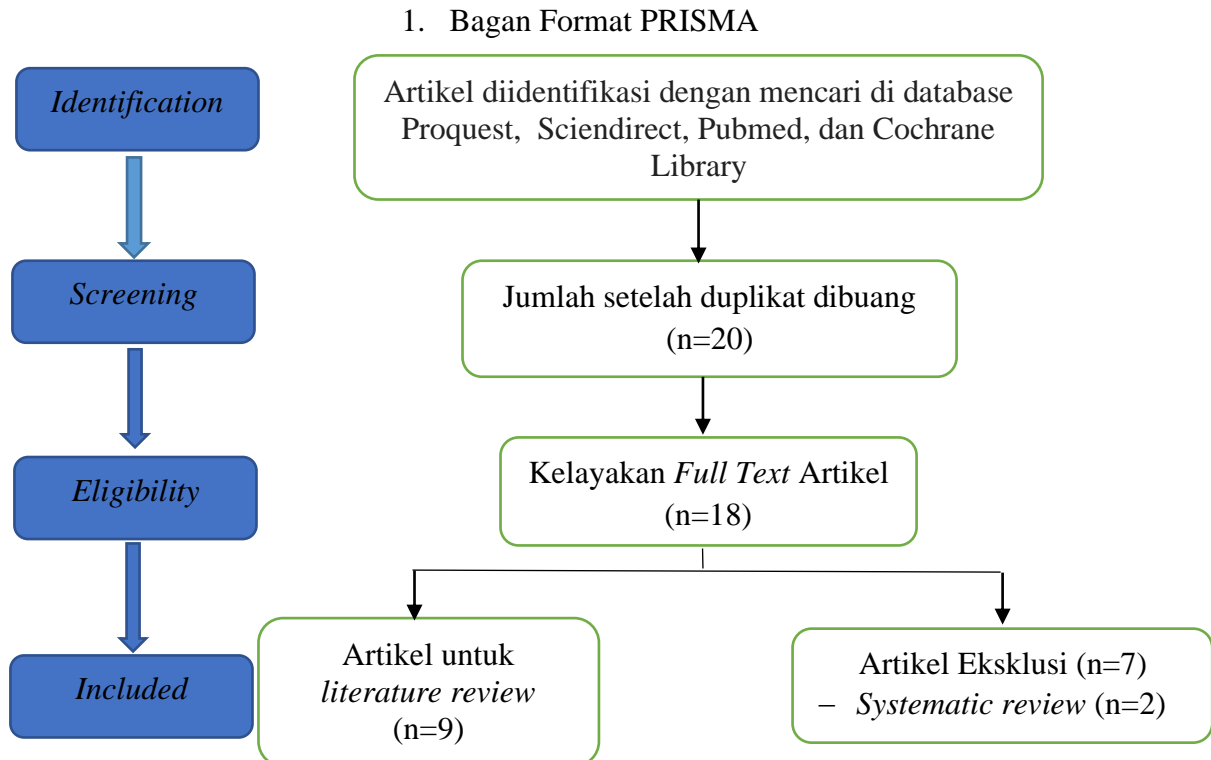 1. Bagan Format PRISMA
Identification
Artikel diidentifikasi dengan mencari di database
Proquest, Sciendirect, Pubmed, dan Cochrane
Library
Screening
Jumlah setelah duplikat dibuang
(n=20)
Eligibility
Kelayakan Full Text Artikel
(n=18)
Included
Artikel untuk
literature review
(n=9)
Artikel Eksklusi (n=7)
– Systematic review (n=2)